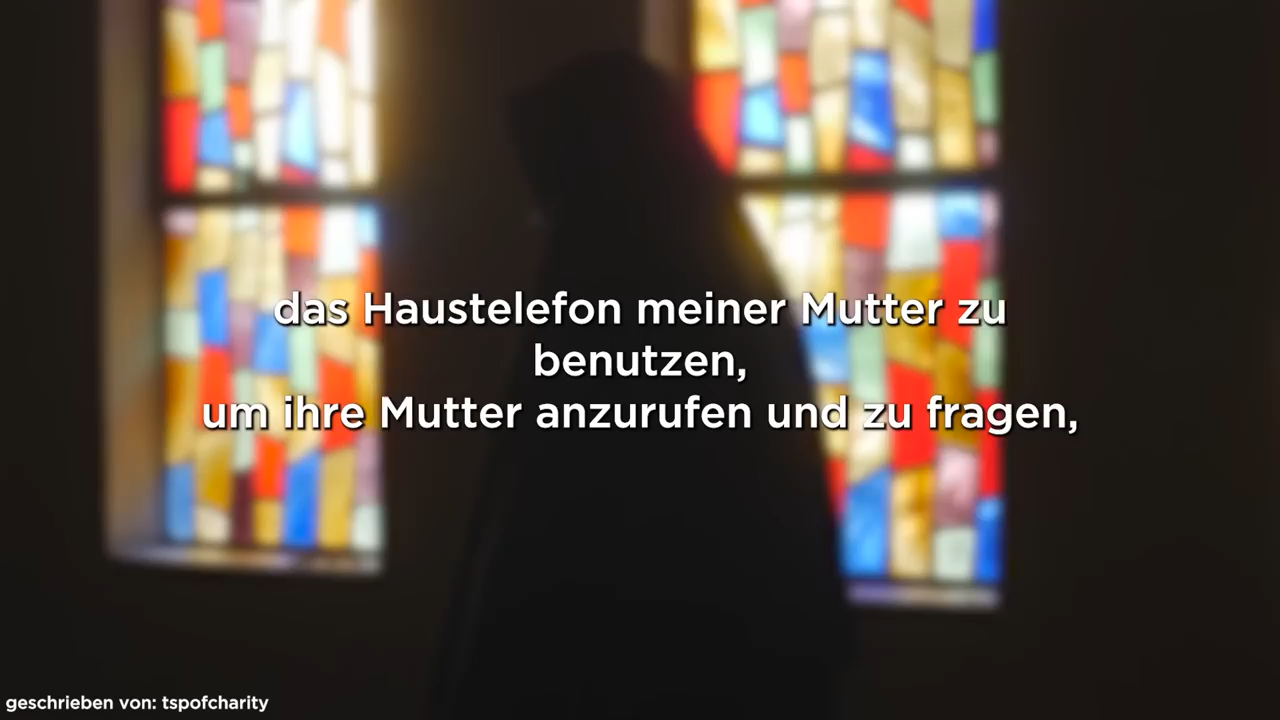 das Haustelefon meiner Mutter zu
benutzen,
um ihre Mutter anzurufen und zu fragen,
geschrieben von: tspofcharity